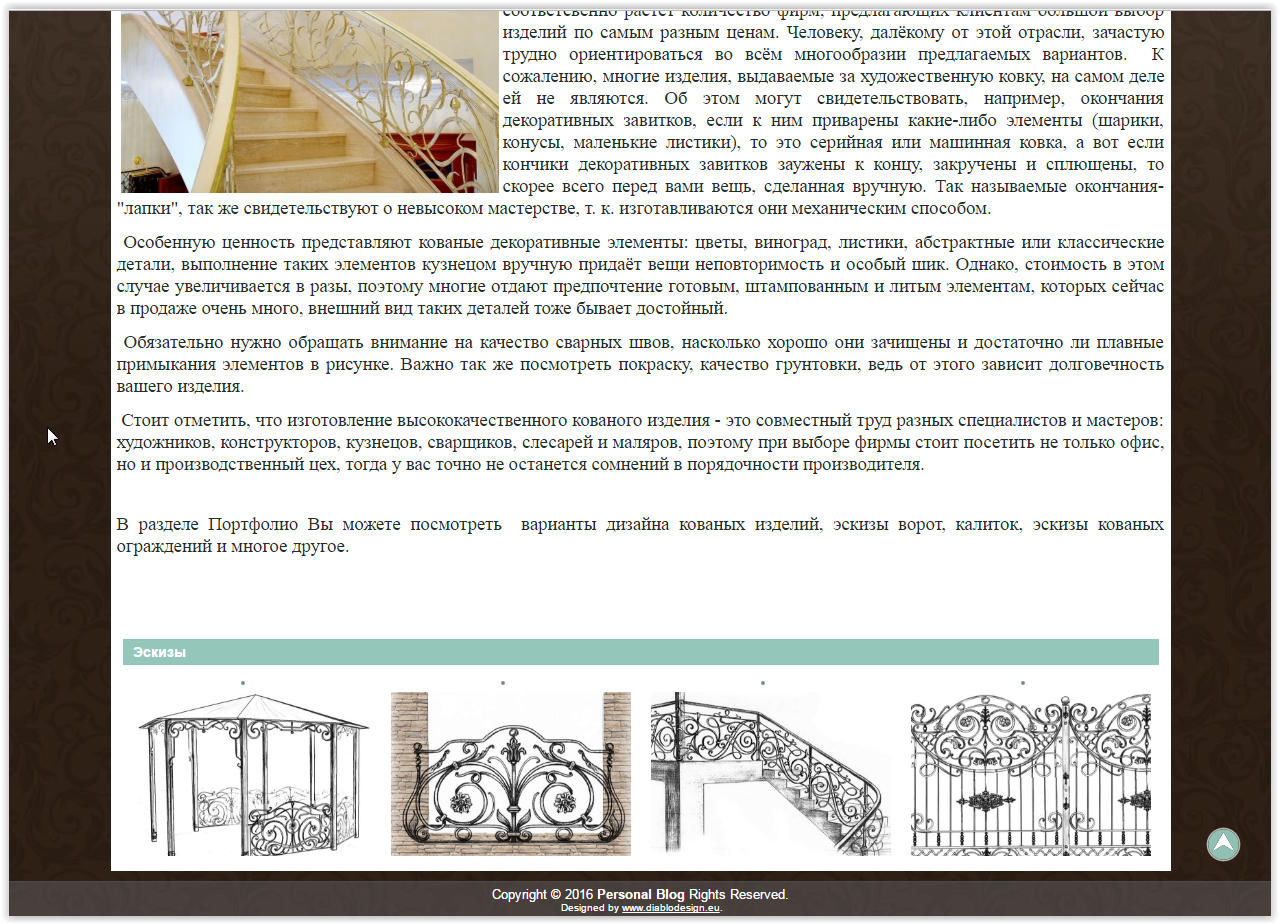 соответсвенно растёт количество фирм, предлагающих клиентам большой выбор
изделий по самым разным ценам. Человеку, далёкому от этой отрасли, зачастую
трудно ориентироваться во всём многообразии предлагаемых вариантов. К
сожалению, многие изделия, выдаваемые за художественную ковку, на самом деле
ей не являются. Об этом могут свидетельствовать, например, окончания
декоративных завитков, если к ним приварены какие-либо элементы (шарики,
конусы, маленькие листики), то это серийная или машинная ковка, а вот если
кончики декоративных завитков заужены к концу, закручены и сплющены, то
скорее всего перед вами вещь, сделанная вручную. Так называемые окончания-
"лапки", так же свидетельствуют о невысоком мастерстве, т. к. изготавливаются они механическим способом.
Особенную ценность представляют кованые декоративные элементы: цветы, виноград, листики, абстрактные или классические
детали, выполнение таких элементов кузнецом вручную придаёт вещи неповторимость и особый шик. Однако, стоимость в этом
случае увеличивается в разы, поэтому многие отдают предпочтение готовым, штампованным и литым элементам, которых сейчас
в продаже очень много, внешний вид таких деталей тоже бывает достойный.
Обязательно нужно обращать внимание на качество сварных швов, насколько хорошо они зачищены и достаточно ли плавные
примыкания элементов в рисунке. Важно так же посмотреть покраску, качество грунтовки, ведь от этого зависит долговечность
вашего изделия.
Стоит отметить, что изготовление высококачественного кованого изделия - это совместный труд разных специалистов и мастеров:
художников, конструкторов, кузнецов, сварщиков, слесарей и маляров, поэтому при выборе фирмы стоит посетить не только офис,
но и производственный цех, тогда у вас точно не останется сомнений в порядочности производителя.
В разделе Портфолио Вы можете посмотреть варианты дизайна кованых изделий, эскизы ворот, калиток, эскизы кованых
ограждений и многое другое.
Эскизы
Copyright © 2016 Personal Blog Rights Reserved.
Designed by www.diablodesign.eu.